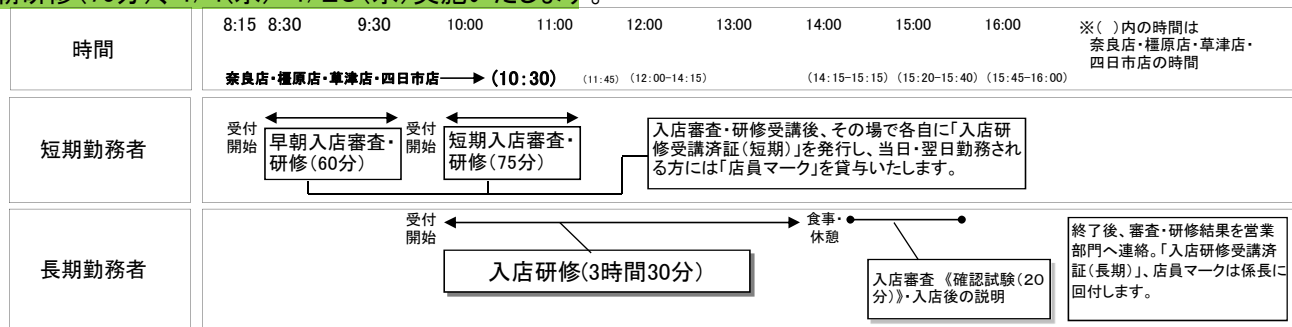 時間
8:15 8:30 9:30 10:00 11:00 12:00 13:00 14:00 15:00 16:00
奈良店・橿原店・草津店・四日市店 (10:30) (11:45) (12:00-14:15) (14:15-15:15) (15:20-15:40) (15:45-16:00)
※( )内の時間は
奈良店・橿原店・草津店・
四日市店の時間
短期勤務者
受付
開始
早朝入店審査・
研修(60分)
受付
開始
短期入店審査・
研修(75分)
入店審査・研修受講後、その場で各自に「入店研
修受講済証(短期)」を発行し、当日・翌日勤務され
る方には「店員マーク」を貸与いたします。
長期勤務者
受付
開始
入店研修(3時間30分)
食事・
休憩
入店審査 《確認試験(20
分)》・入店後の説明
終了後、審査・研修結果を営業
部門へ連絡。「入店研修受講済
証(長期)」、店員マークは係長に
回付します。